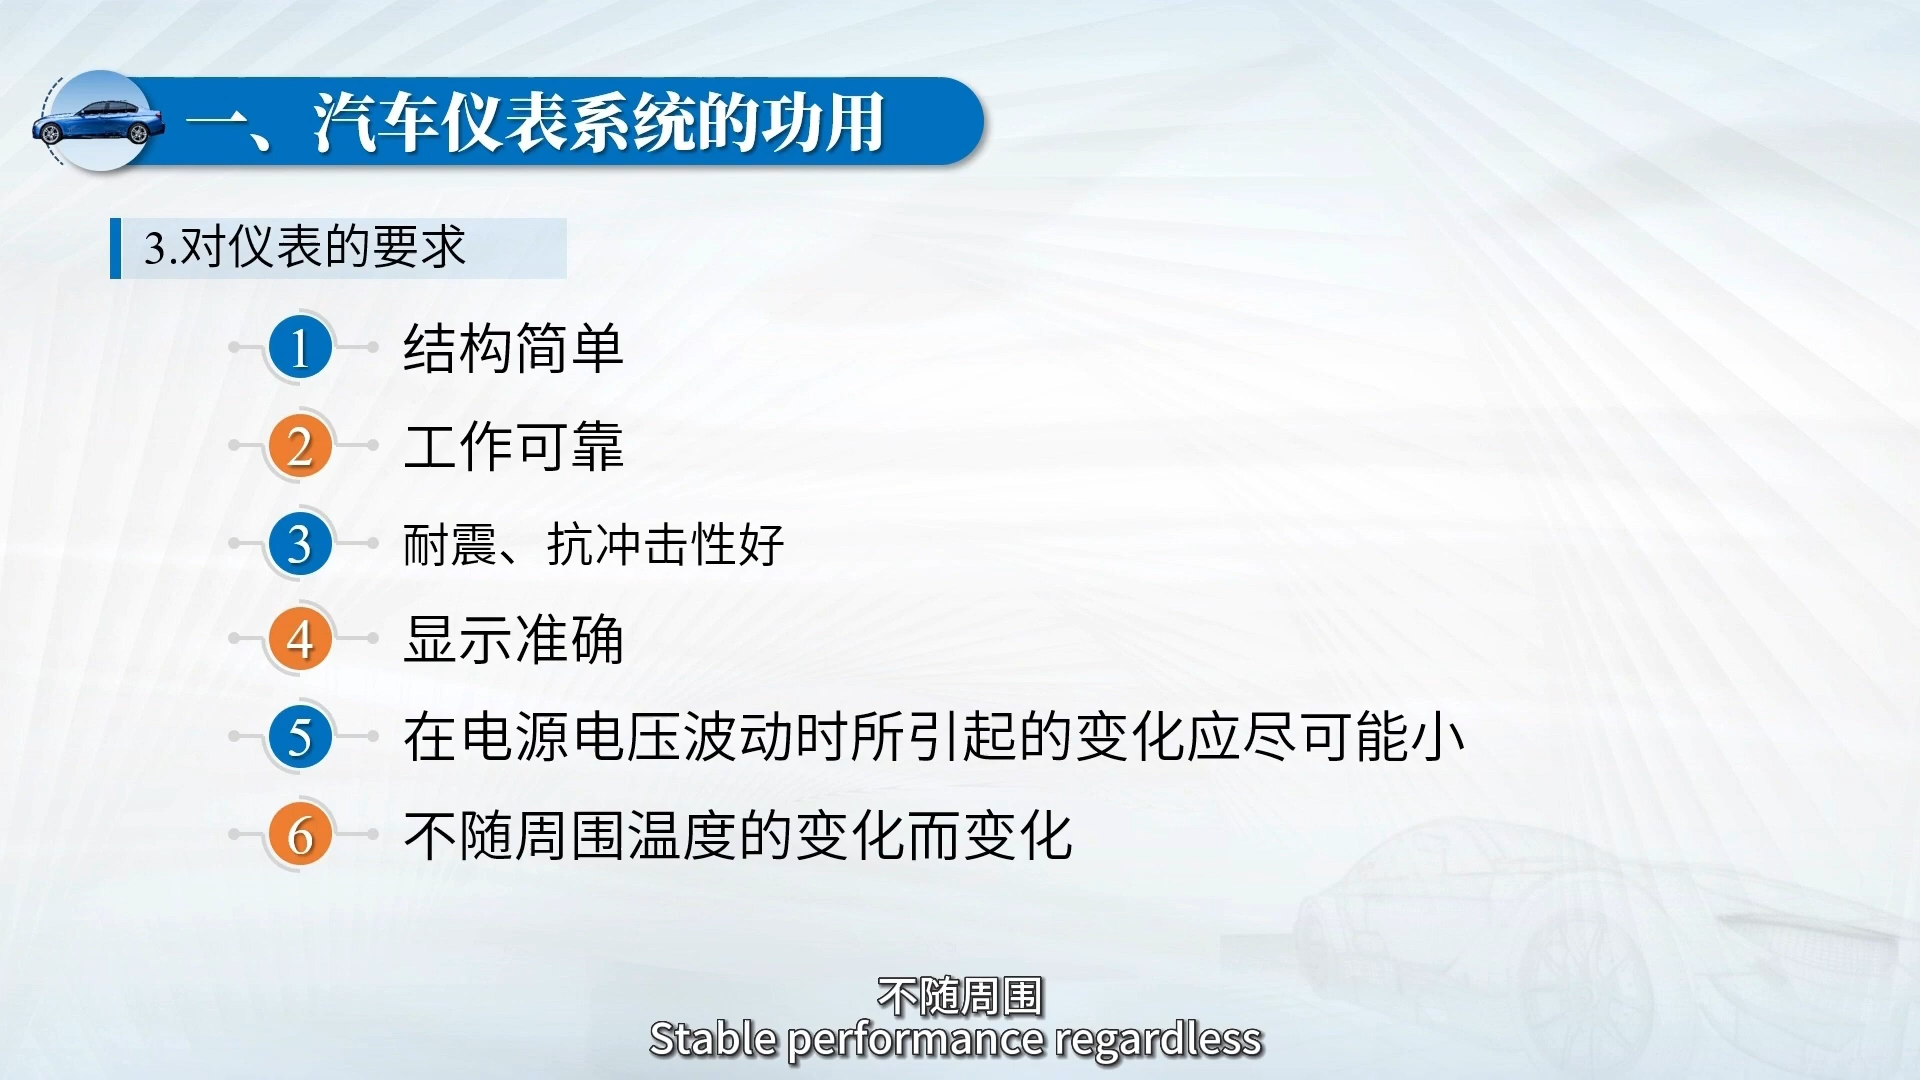 一、汽车仪表系统的功用
3.对仪表的要求
1 结构简单
2 工作可靠
3 耐震、抗冲击性好
4 显示准确
5 在电源电压波动时所引起的变化应尽可能小
6 不随周围温度的变化而变化
不随周围
Stable performance regardless